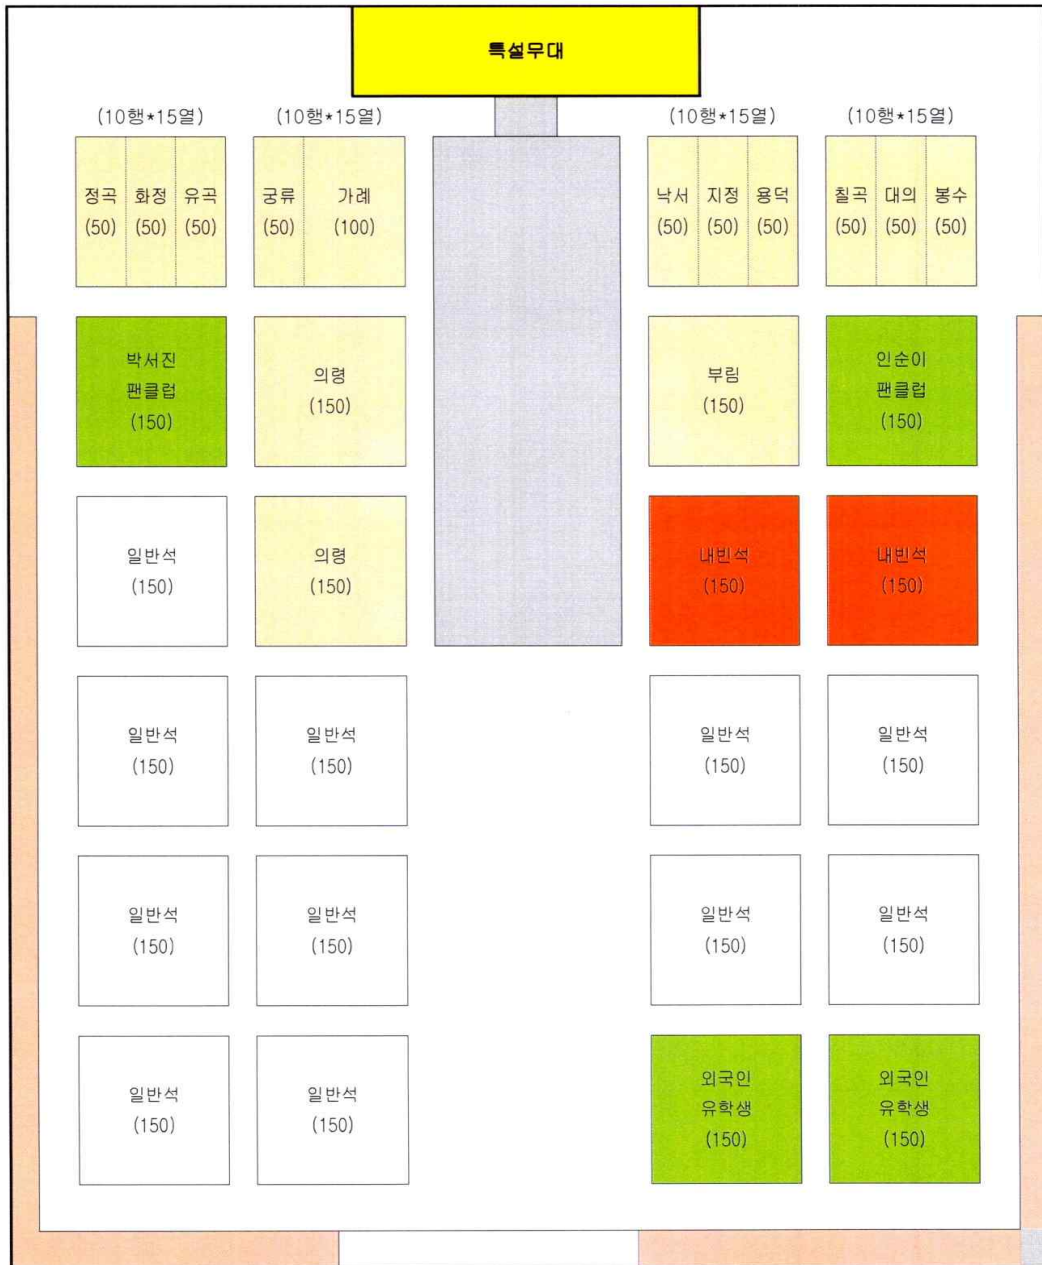 특설무대
(10행*15열) (10행*15열) (10행*15열) (10행*15열)
정곡 화정 유곡 궁류 가례 낙서 지정 용덕 칠곡 대의 봉수
(50) (50) (50) (50) (100) (50) (50) (50) (50) (50) (50)
박서진
팬클럽
(150)
의령
(150)
부림
(150)
인순이
팬클럽
(150)
일반석
(150)
의령
(150)
내빈석
(150)
내빈석
(150)
일반석
(150)
일반석
(150)
일반석
(150)
일반석
(150)
일반석
(150)
일반석
(150)
일반석
(150)
일반석
(150)
일반석
(150)
일반석
(150)
외국인
유학생
(150)
외국인
유학생
(150)